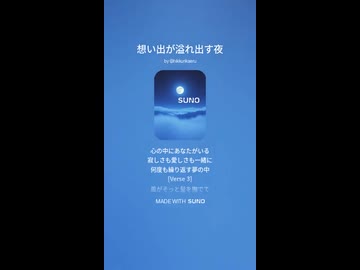 想い出が溢れ出す夜
SUNO
心の中にあなたがいる
寂しさも愛しさも一緒に
何度も繰り返す夢の中
[Verse 3]
風がそっと髪を撫でて
MADE WITH SUNO